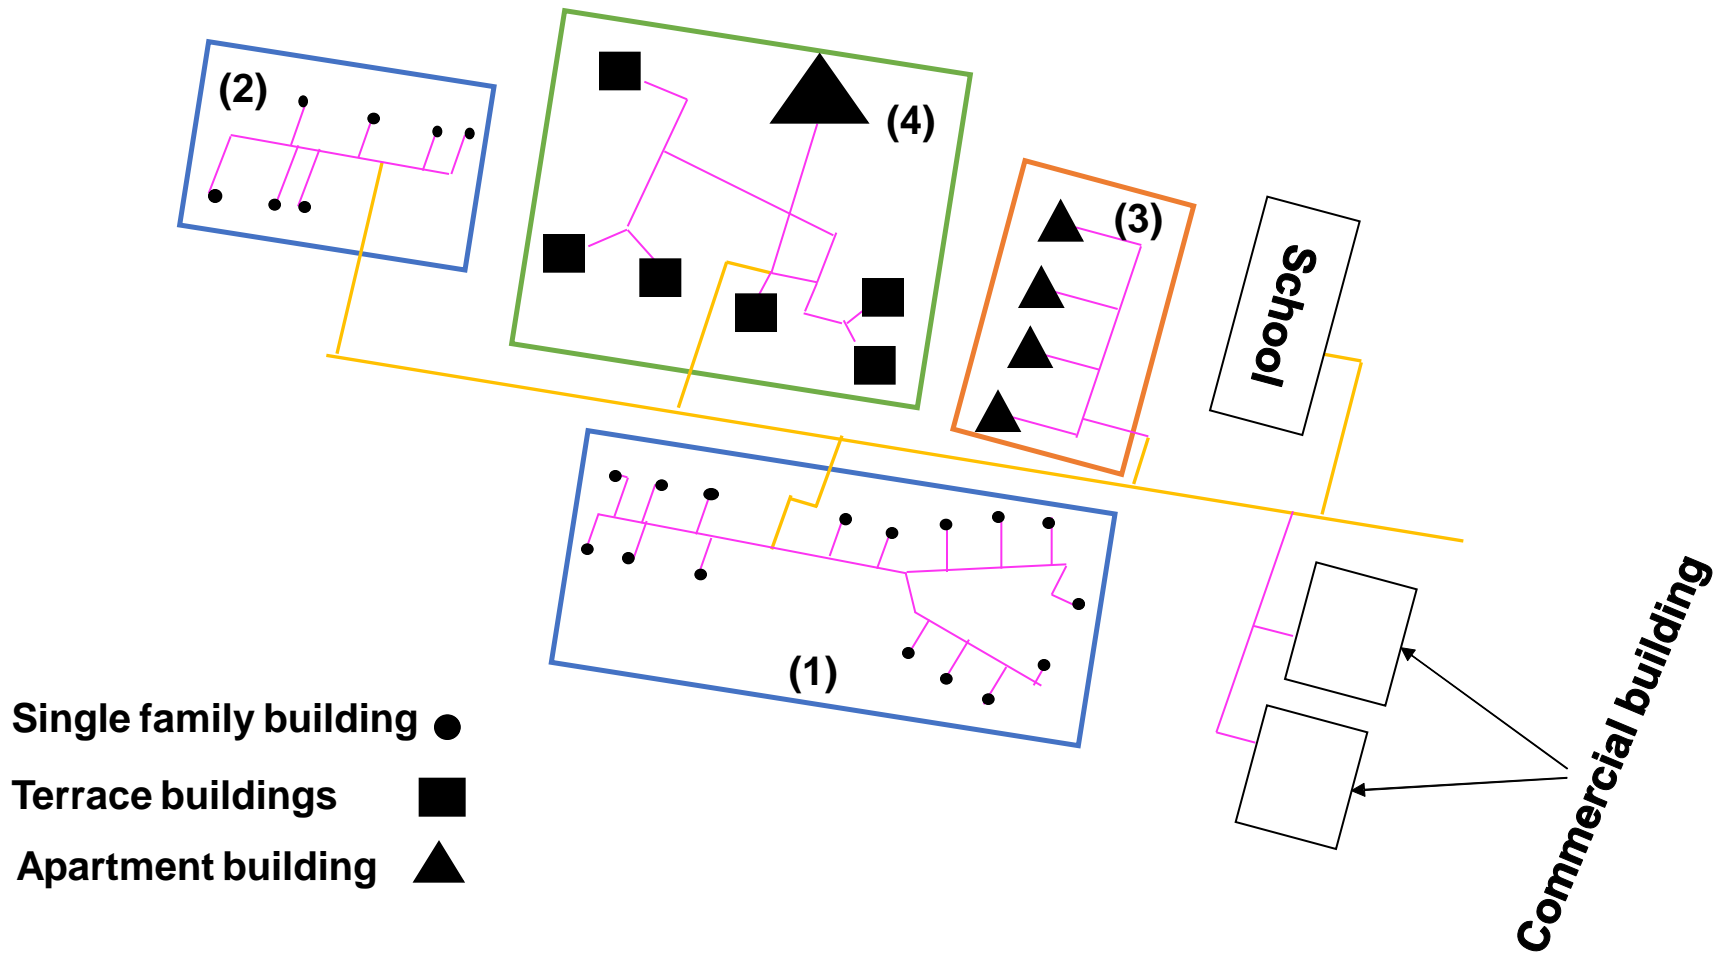 (2)
(4)
(3)
School
(1)
Single family building
Terrace buildings
Apartment building
Commercial building